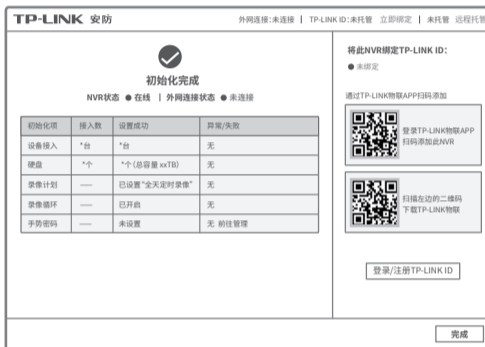 TP-LINK 安防
外网连接:未连接 | TP-LINK ID:未托管 立即绑定 | 未托管 远程托管
初始化完成
NVR状态 ● 在线 | 外网连接状态 ● 未连接
初始化项 接入数 设置成功 异常/失败
设备接入 *台 *台 无
硬盘 *个 *个(总容量 xxTB) 无
录像计划 —— 已设置“全天定时录像” 无
录像循环 —— 已开启 无
手势密码 —— 未设置 无 前往管理
将此NVR绑定TP-LINK ID:
● 未绑定
通过TP-LINK物联APP扫码添加
登录TP-LINK物联APP
扫码添加此NVR
扫描左边的二维码
下载TP-LINK物联
登录/注册TP-LINK ID
完成